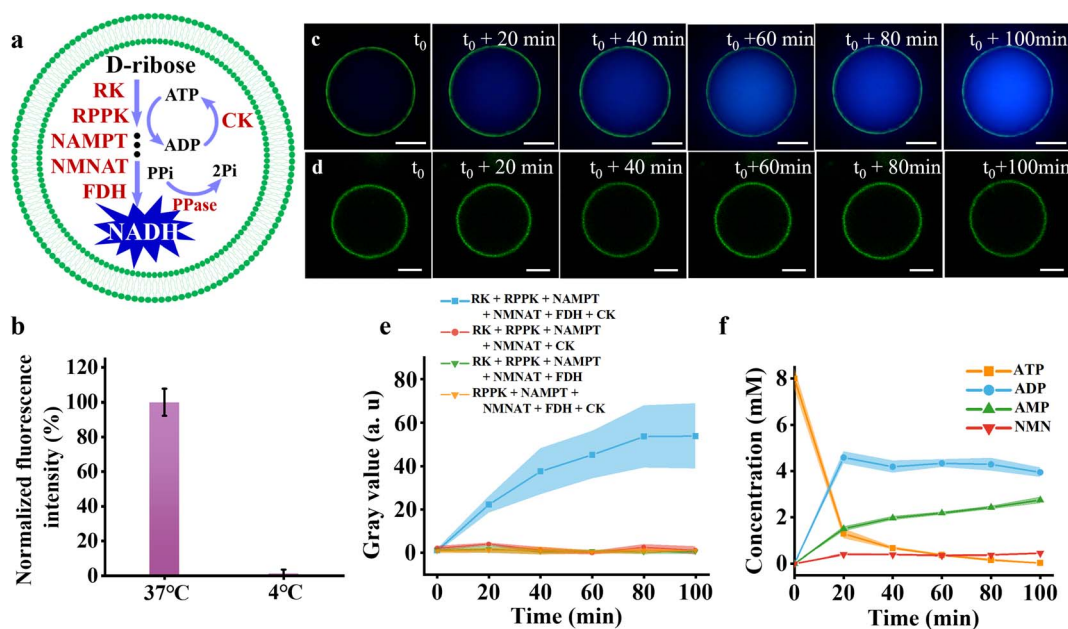 a
D-ribose
RK
RPPK
NAMPT
NMNAT
FDH
NADH
ATP
ADP
CK
PPi
2Pi
PPase
c
t0
t0 + 20 min
t0 + 40 min
t0 +60 min
t0 + 80 min
t0 + 100min
d
t0
t0 + 20 min
t0 + 40 min
t0+60min
t0 + 80min
t0+100min
b
Normalized fluorescence
intensity (%)
120
100
80
60
40
20
0
37°C
4°C
e
RK + RPPK + NAMPT
+ NMNAT + FDH + CK
RK + RPPK + NAMPT
+ NMNAT + CK
RK + RPPK + NAMPT
+ NMNAT + FDH
RPPK + NAMPT +
NMNAT + FDH + CK
Gray value (a. u)
80
60
40
20
0
0 20 40 60 80 100
Time (min)
f
ATP
ADP
AMP
NMN
Concentration (mM)
8
6
4
2
0
0 20 40 60 80 100
Time (min)